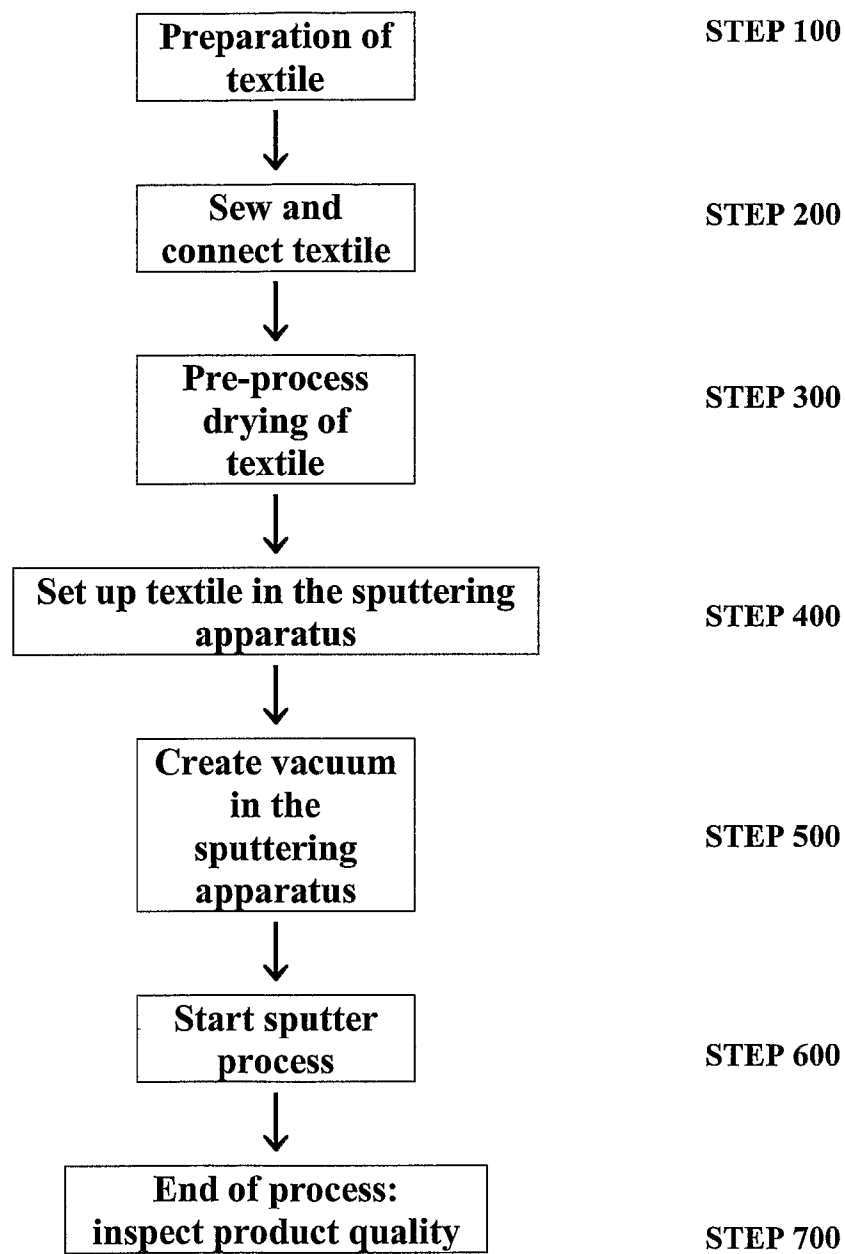 Preparation of
textile
STEP 100
Sew and
connect textile
STEP 200
Pre-process
drying of
textile
STEP 300
Set up textile in the sputtering
apparatus
STEP 400
Create vacuum
in the
sputtering
apparatus
STEP 500
Start sputter
process
STEP 600
End of process:
inspect product quality
STEP 700